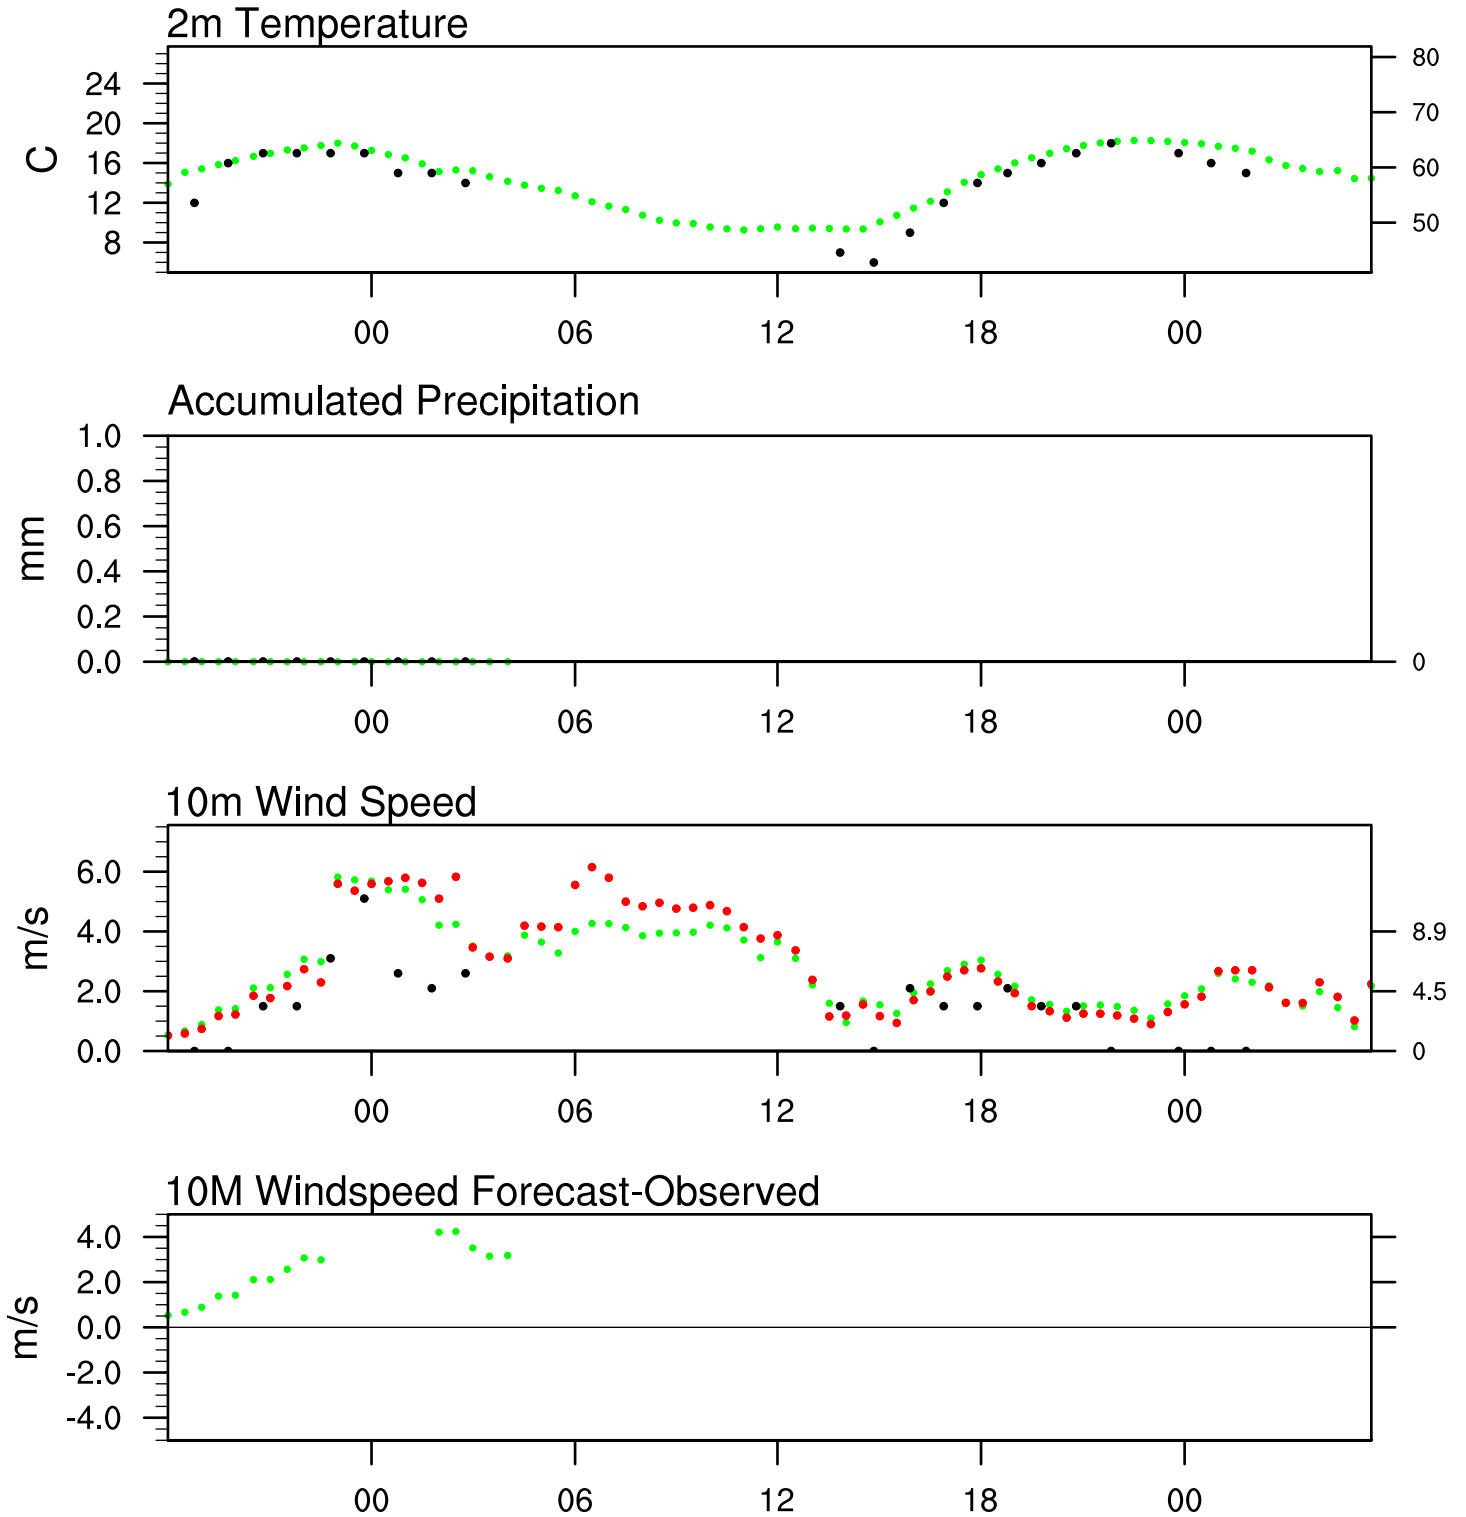 2m Temperature
24
20
16
12
8
C
80
70
60
50
00 06 12 18 00
Accumulated Precipitation
1.0
0.8
0.6
0.4
0.2
0.0
mm
0
00 06 12 18 00
10m Wind Speed
6.0
4.0
2.0
0.0
m/s
8.9
4.5
0
00 06 12 18 00
10M Windspeed Forecast-Observed
4.0
2.0
0.0
-2.0
-4.0
m/s
00 06 12 18 00